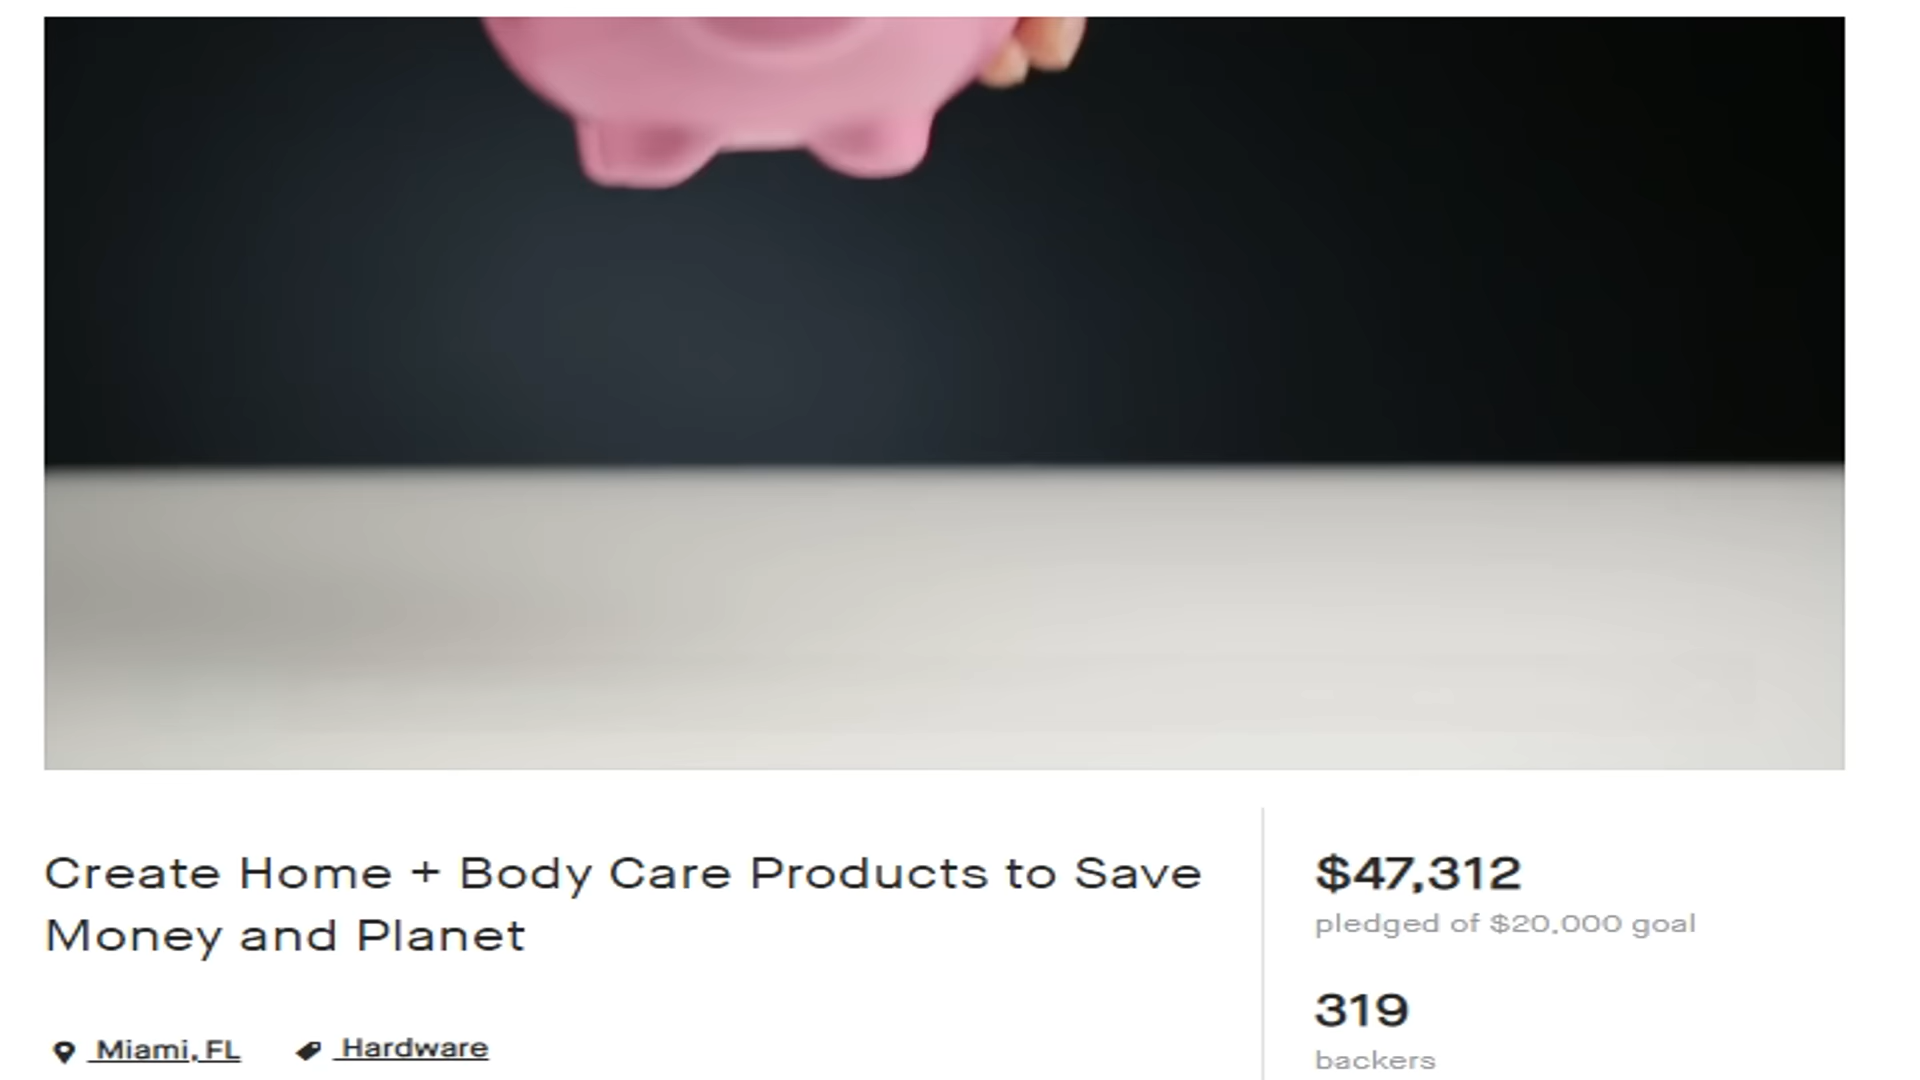 Create Home + Body Care Products to Save
Money and Planet
Miami, FL
Hardware
$47,312
pledged of $20,000 goal
319
backers